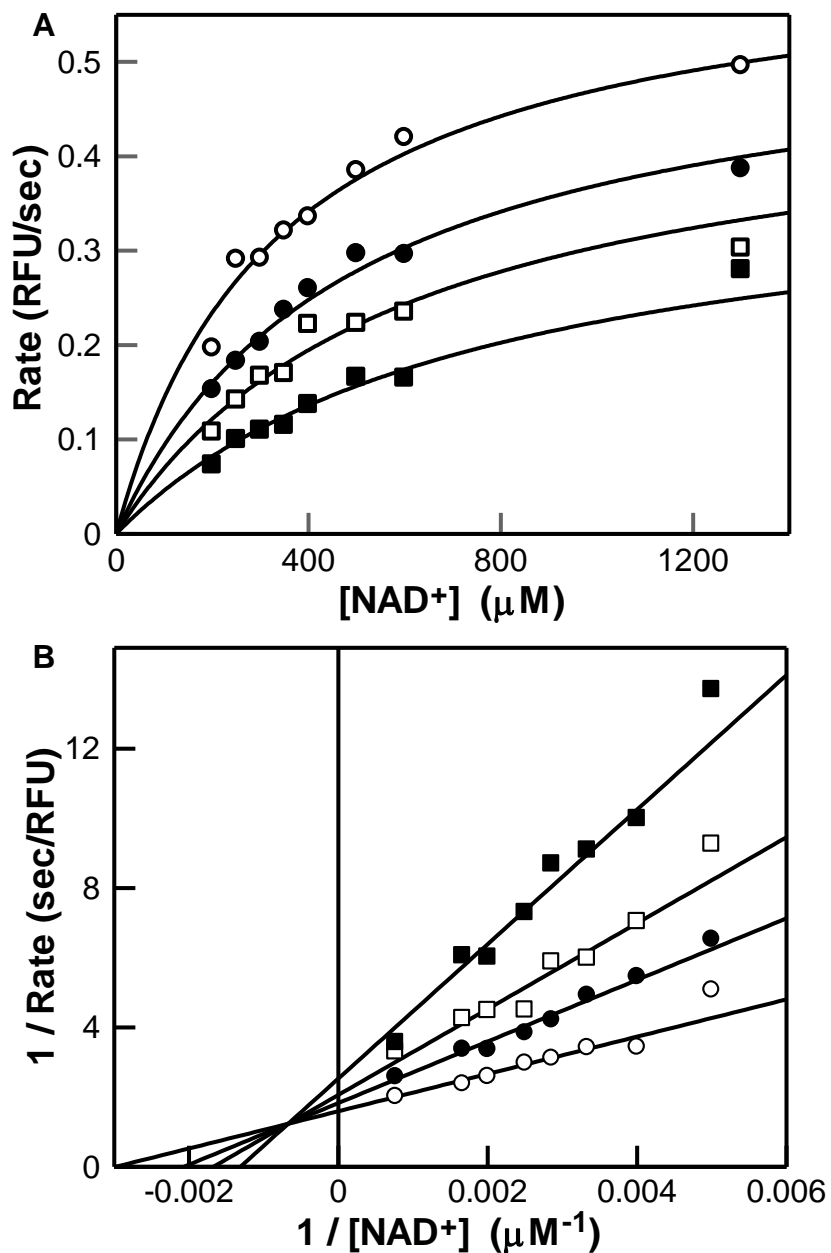 A
0.5
0.4
0.3
0.2
0.1
0
Rate (RFU/sec)
0 400 800 1200
[NAD+] (μM)
B
12
8
4
0
1 / Rate (sec/RFU)
-0.002 0 0.002 0.004 0.006
1 / [NAD+] (μM-1)